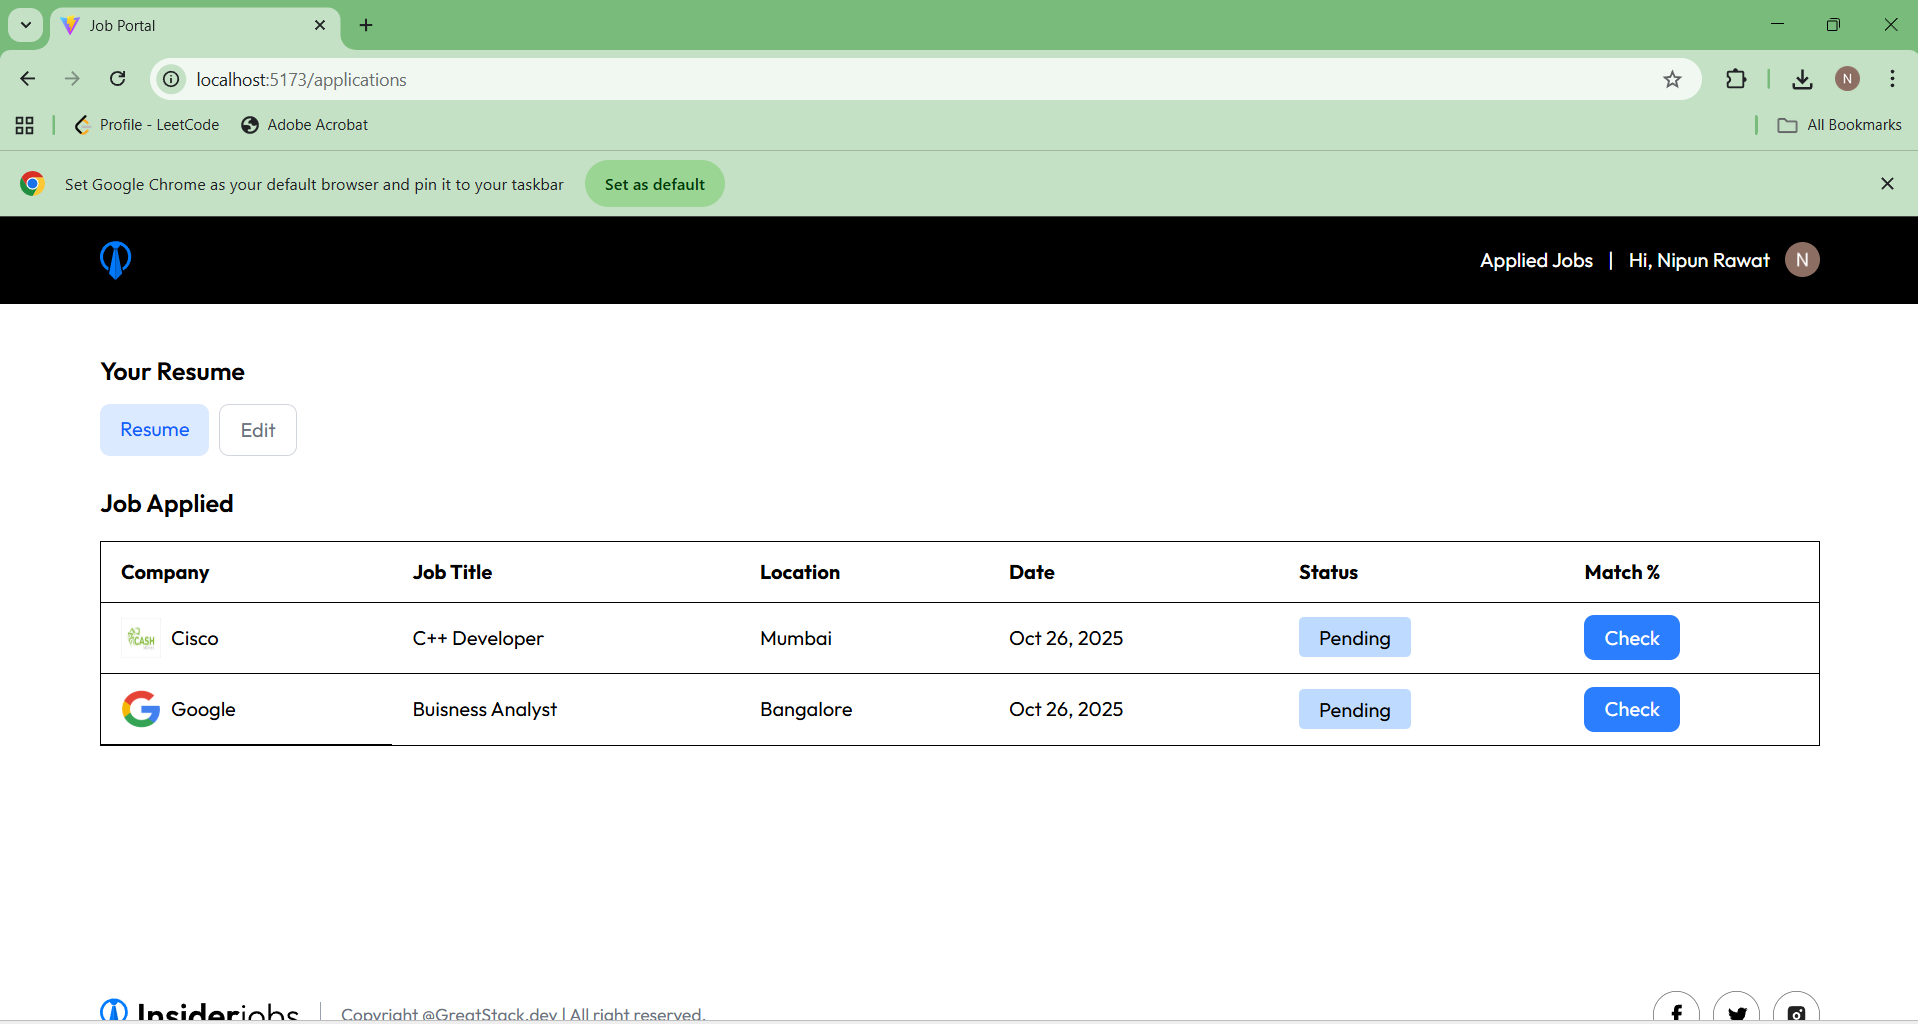 Job Portal
localhost:5173/applications
N
Profile - LeetCode
Adobe Acrobat
All Bookmarks
Set Google Chrome as your default browser and pin it to your taskbar
Set as default
Applied Jobs | Hi, Nipun Rawat N
Your Resume
Resume Edit
Job Applied
Company Job Title Location Date Status Match %
CASH Cisco C++ Developer Mumbai Oct 26, 2025 Pending Check
Google Buisness Analyst Bangalore Oct 26, 2025 Pending Check
Insiderjobs | Copyright @GreatStack.dev | All right reserved.